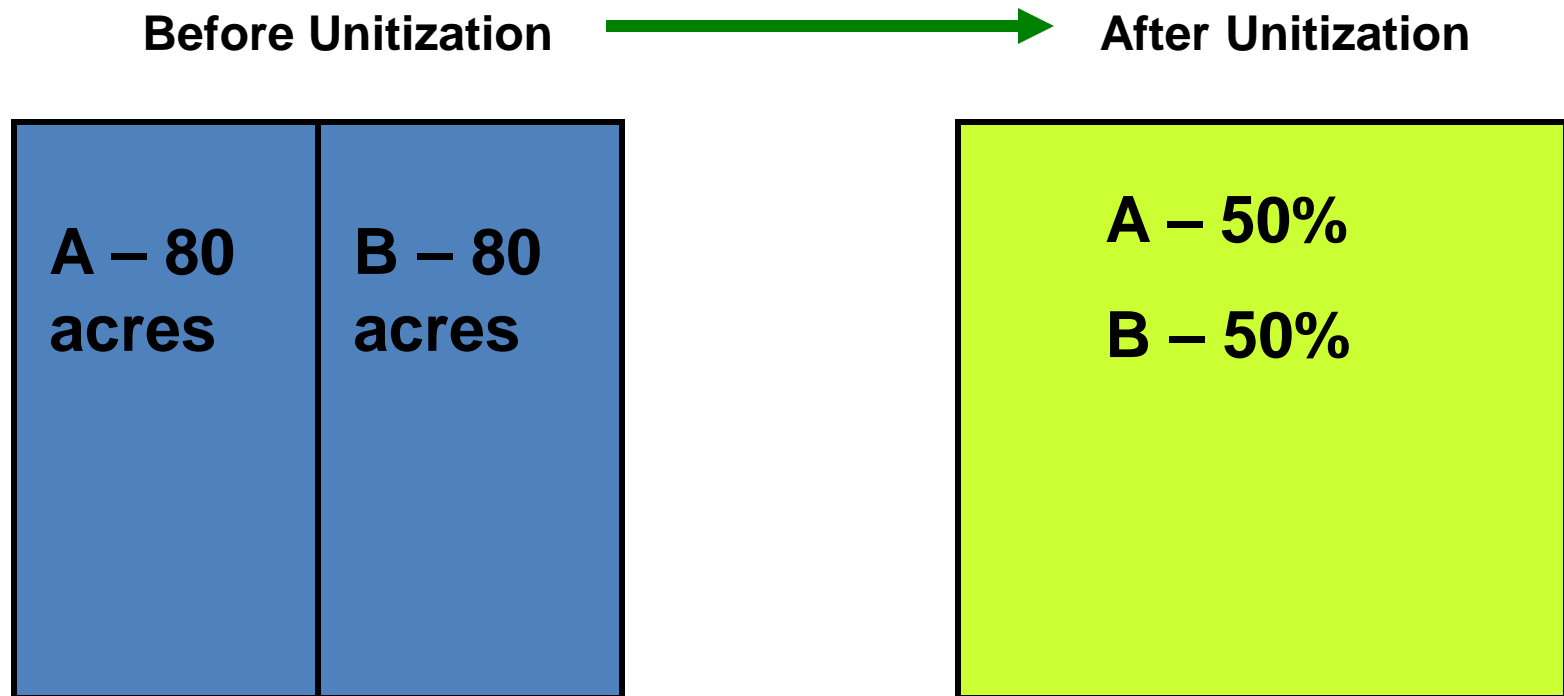 Before Unitization
After Unitization
A – 80
acres
B – 80
acres
A – 50%
B – 50%